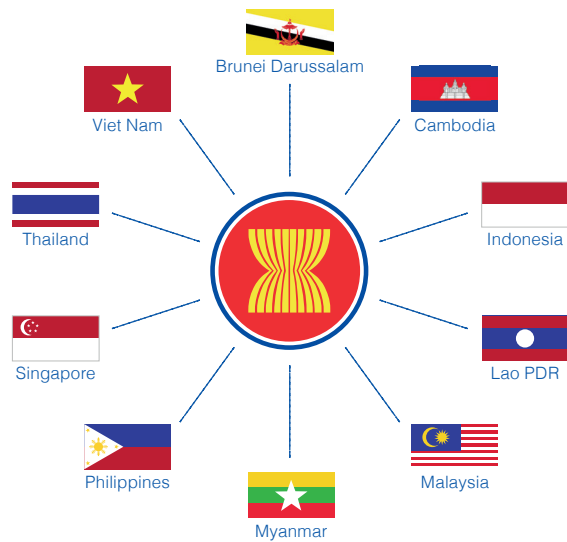 Brunei Darussalam
Viet Nam
Cambodia
Thailand
Indonesia
Singapore
Lao PDR
Philippines
Malaysia
Myanmar